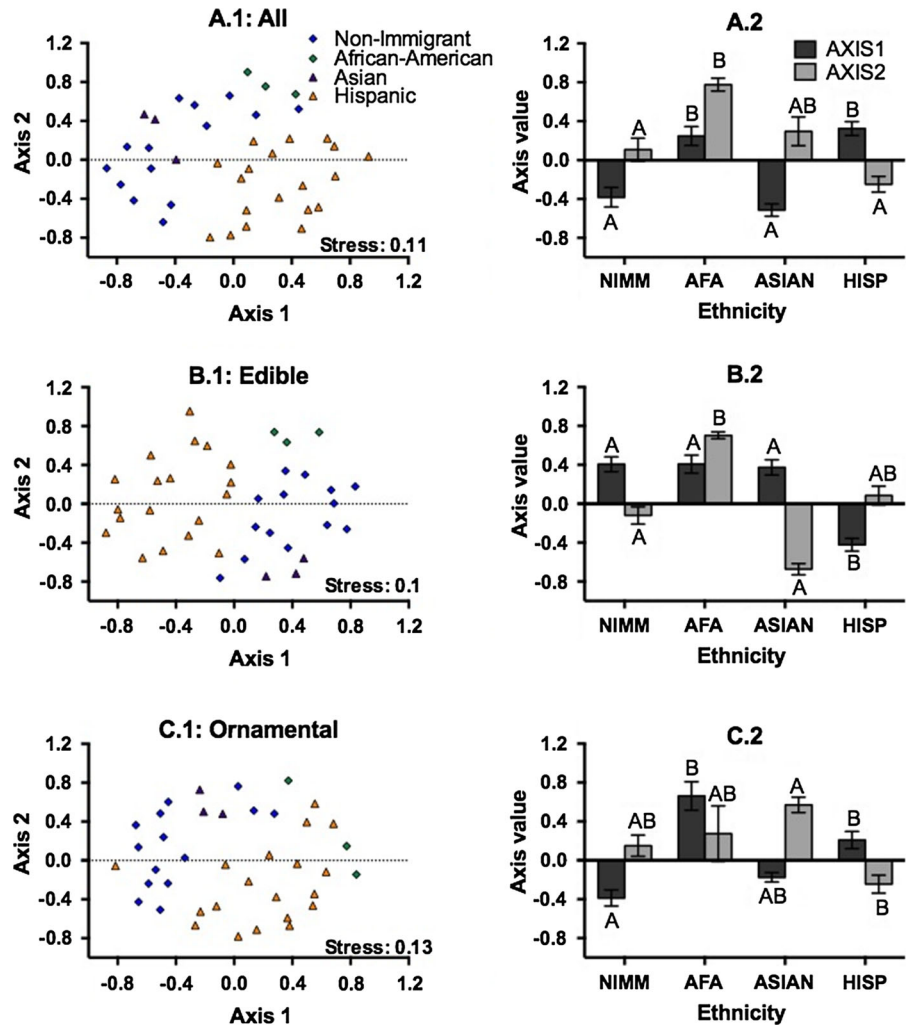 A.1: All
Non-Immigrant
African-American
Asian
Hispanic
1.2
0.8
0.4
0.0
-0.4
-0.8
Axis 2
Stress: 0.11
-0.8 -0.4 0.0 0.4 0.8 1.2
Axis 1
A.2
AXIS1
AXIS2
1.2
0.8
0.4
0.0
-0.4
-0.8
Axis value
A A B B A AB B A
NIMM AFA ASIAN HISP
Ethnicity
B.1: Edible
1.2
0.8
0.4
0.0
-0.4
-0.8
Axis 2
Stress: 0.1
-0.8 -0.4 0.0 0.4 0.8 1.2
Axis 1
B.2
1.2
0.8
0.4
0.0
-0.4
-0.8
Axis value
A A A B A A B AB
NIMM AFA ASIAN HISP
Ethnicity
C.1: Ornamental
1.2
0.8
0.4
0.0
-0.4
-0.8
Axis 2
Stress: 0.13
-0.8 -0.4 0.0 0.4 0.8 1.2
Axis 1
C.2
1.2
0.8
0.4
0.0
-0.4
-0.8
Axis value
A AB B AB AB A B B
NIMM AFA ASIAN HISP
Ethnicity